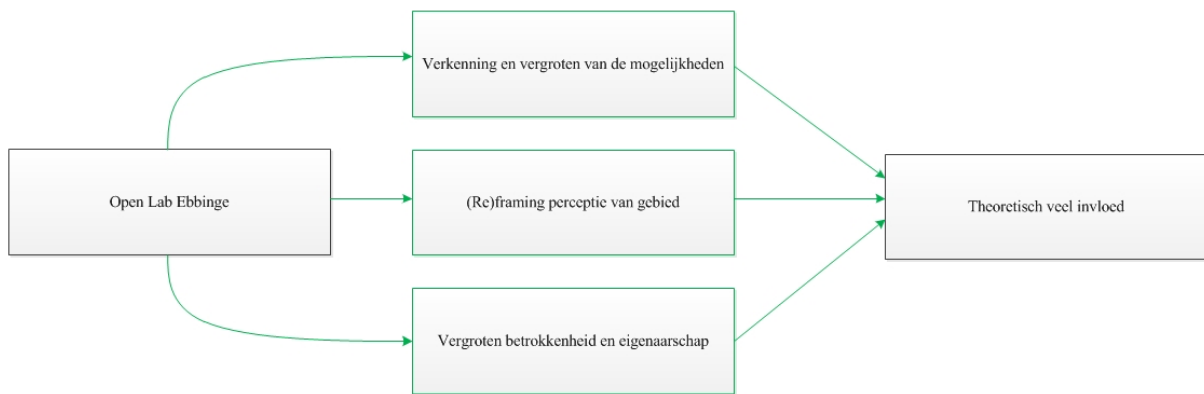 Verkenning en vergroten van de mogelijkheden
Open Lab Ebbinge
(Re)framing perceptie van gebied
Theoretisch veel invloed
Vergroten betrokkenheid en eigenaarschap